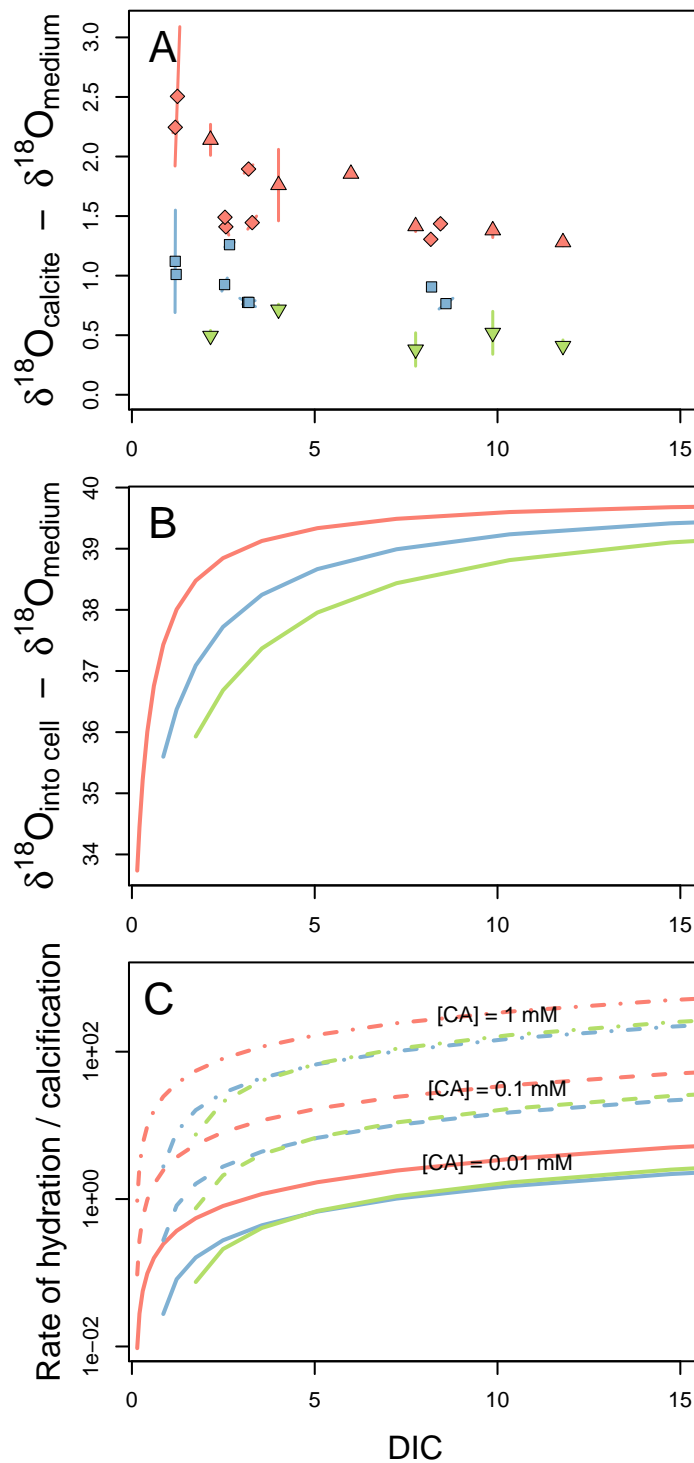 A
δ¹⁸Ocalcite − δ¹⁸Omedium
3.0
2.5
2.0
1.5
1.0
0.5
0.0
0 5 10 15
B
δ¹⁸Ointo cell − δ¹⁸Omedium
40
39
38
37
36
35
34
0 5 10 15
C
Rate of hydration / calcification
1e+02
1e+00
1e−02
[CA] = 1 mM
[CA] = 0.1 mM
[CA] = 0.01 mM
0 5 10 15
DIC